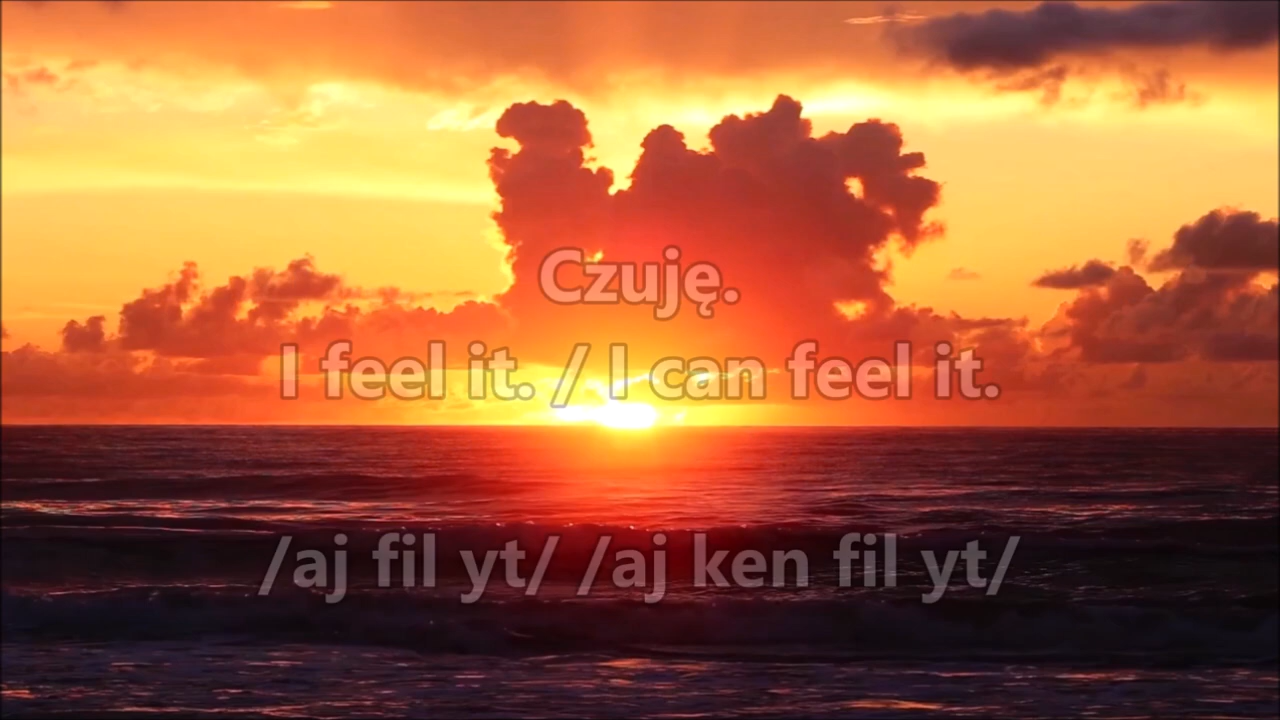 Czuję.
I feel it. / I can feel it.
/aj fil yt/ /aj ken fil yt/